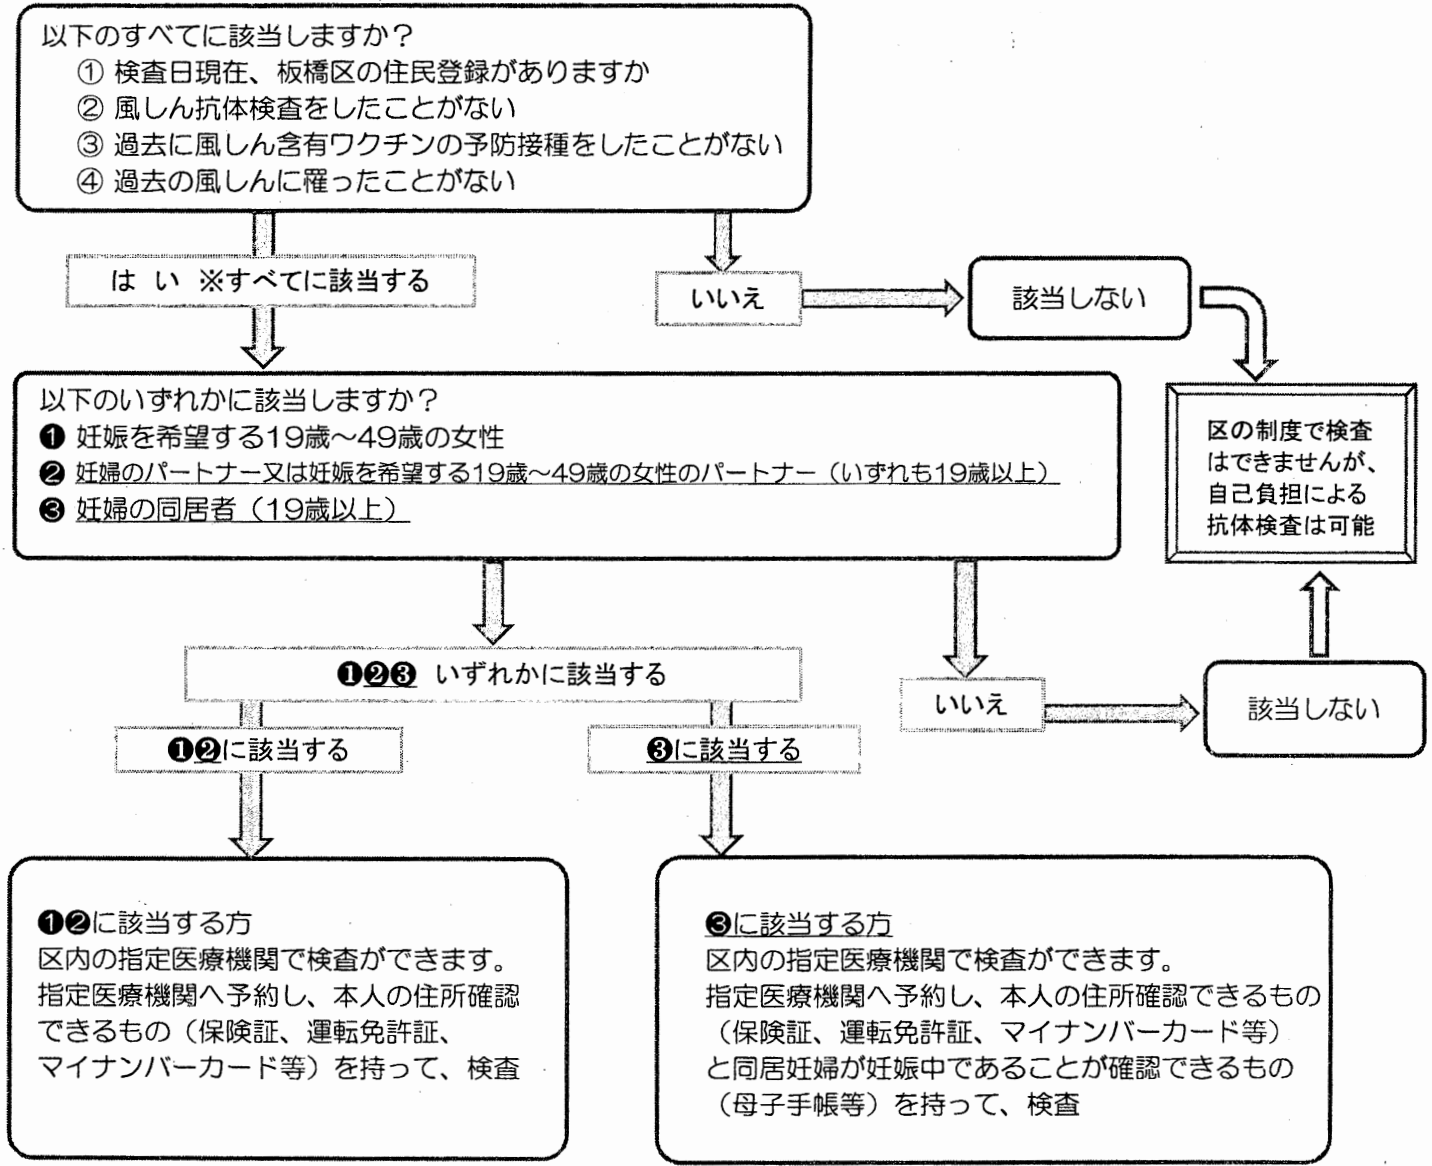 以下のすべてに該当しますか？
① 検査日現在、板橋区の住民登録がありますか
② 風しん抗体検査をしたことがない
③ 過去に風しん含有ワクチンの予防接種をしたことがない
④ 過去の風しんに罹ったことがない
は い ※すべてに該当する
いいえ
該当しない
以下のいずれかに該当しますか？
❶ 妊娠を希望する19歳～49歳の女性
❷ 妊婦のパートナー又は妊娠を希望する19歳～49歳の女性のパートナー（いずれも19歳以上）
❸ 妊婦の同居者（19歳以上）
区の制度で検査
はできませんが、
自己負担による
抗体検査は可能
❶❷❸ いずれかに該当する
いいえ
該当しない
❶❷に該当する
❸に該当する
❶❷に該当する方
区内の指定医療機関で検査ができます。
指定医療機関へ予約し、本人の住所確認
できるもの（保険証、運転免許証、
マイナンバーカード等）を持って、検査
❸に該当する方
区内の指定医療機関で検査ができます。
指定医療機関へ予約し、本人の住所確認できるもの
（保険証、運転免許証、マイナンバーカード等）
と同居妊婦が妊娠中であることが確認できるもの
（母子手帳等）を持って、検査